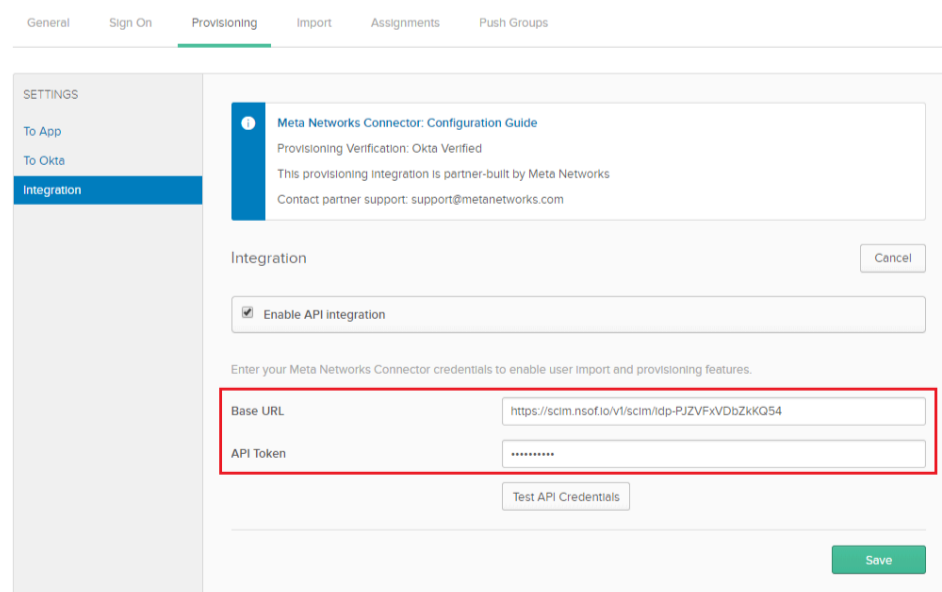 General Sign On Provisioning Import Assignments Push Groups
SETTINGS
To App
To Okta
Integration
Meta Networks Connector: Configuration Guide
Provisioning Verification: Okta Verified
This provisioning integration is partner-built by Meta Networks
Contact partner support: support@metanetworks.com
Integration
Cancel
Enable API integration
Enter your Meta Networks Connector credentials to enable user import and provisioning features.
Base URL https://scim.nsof.io/v1/scim/idp-PJZVFxVDbZkKQ54
API Token ••••••••••
Test API Credentials
Save